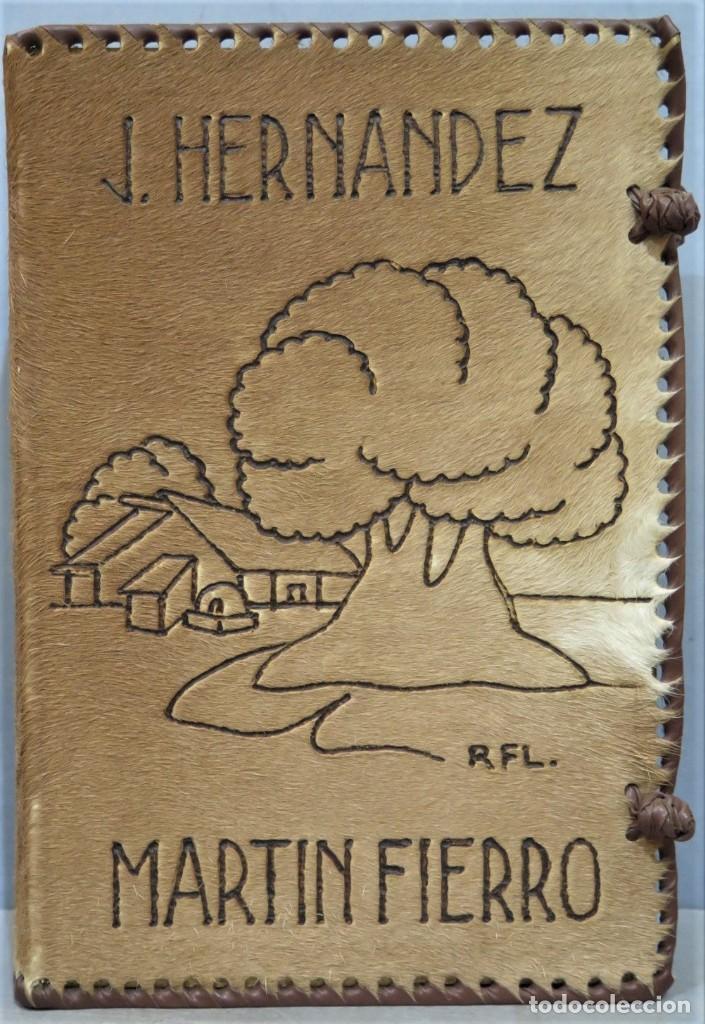 J. HERNANDEZ
RFL.
MARTIN FIERRO
todocoleccion